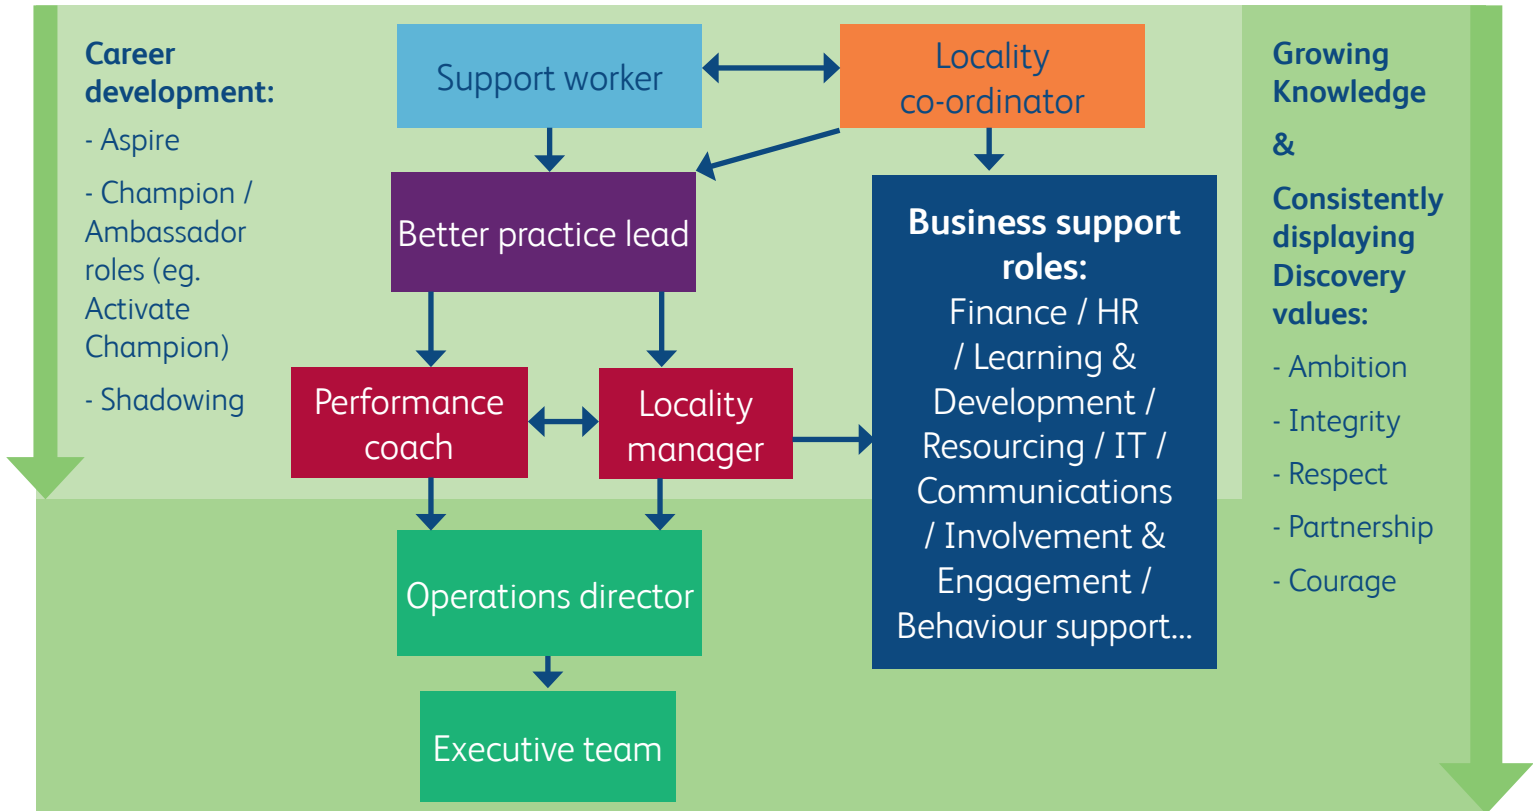 Career
development:
- Aspire
- Champion /
Ambassador
roles (eg.
Activate
Champion)
- Shadowing
Support worker
Locality
co-ordinator
Better practice lead
Business support
roles:
Finance / HR
/ Learning &
Development /
Resourcing / IT /
Communications
/ Involvement &
Engagement /
Behaviour support...
Performance
coach
Locality
manager
Operations director
Executive team
Growing
Knowledge
&
Consistently
displaying
Discovery
values:
- Ambition
- Integrity
- Respect
- Partnership
- Courage